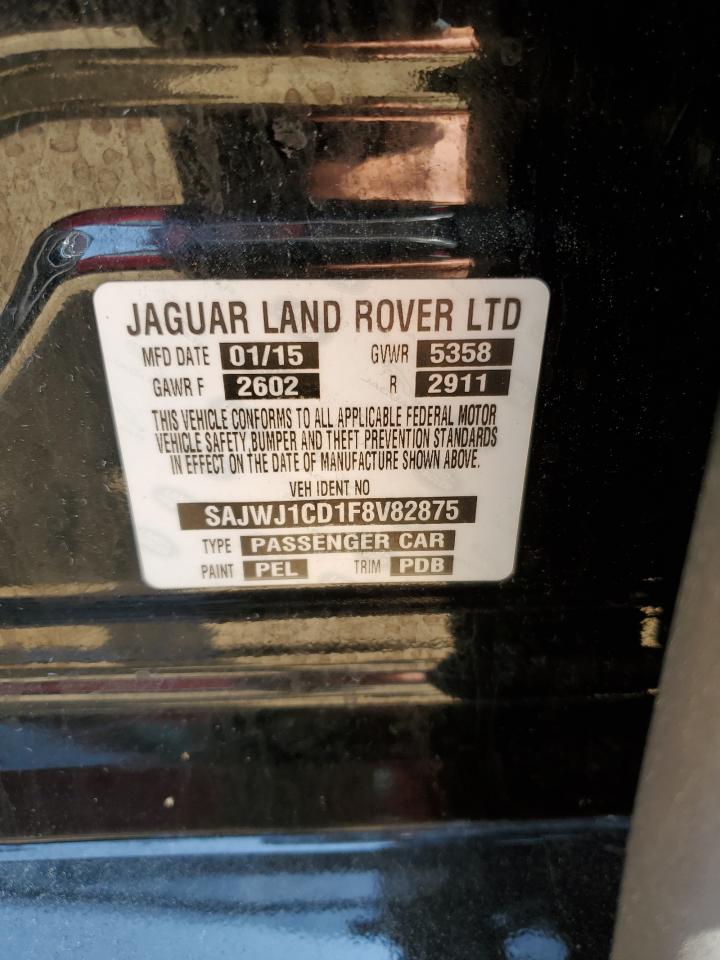 JAGUAR LAND ROVER LTD
MFD DATE 01/15 GVWR 5358
GAWR F 2602 R 2911
THIS VEHICLE CONFORMS TO ALL APPLICABLE FEDERAL MOTOR
VEHICLE SAFETY,BUMPER AND THEFT PREVENTION STANDARDS
IN EFFECT ON THE DATE OF MANUFACTURE SHOWN ABOVE.
VEH IDENT NO
SAJWJ1CD1F8V82875
TYPE PASSENGER CAR
PAINT PEL TRIM PDB